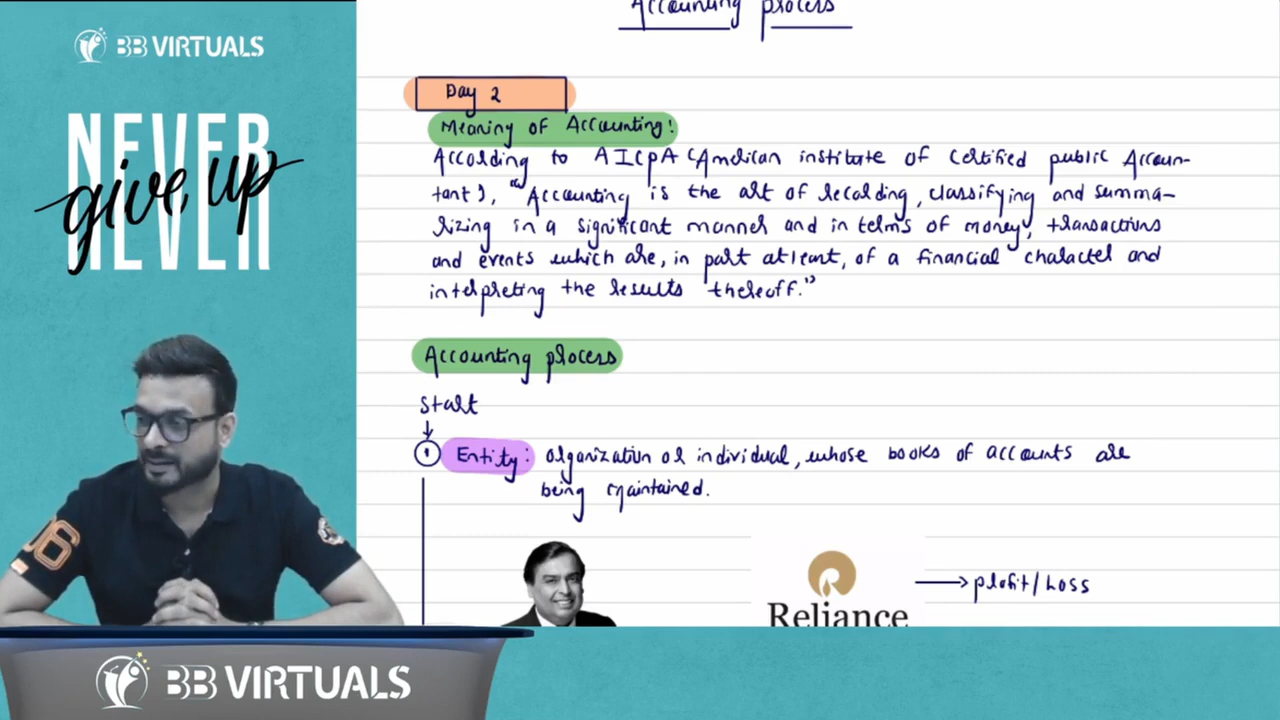 BB VIRTUALS
NEVER
give up
NEVER
Accounting process
Day 2
Meaning of Accounting:
According to AICPA (American institute of certified public Accoun-
tant), "Accounting is the art of recording, classifying and summa-
rizing in a significant manner and in terms of money, transactions
and events which are, in part atleast, of a financial character and
interpreting the results thereoff."
Accounting process
Start
1 Entity: organization or individual, whose books of accounts are
being maintained.
Reliance
profit/Loss
06
BB VIRTUALS